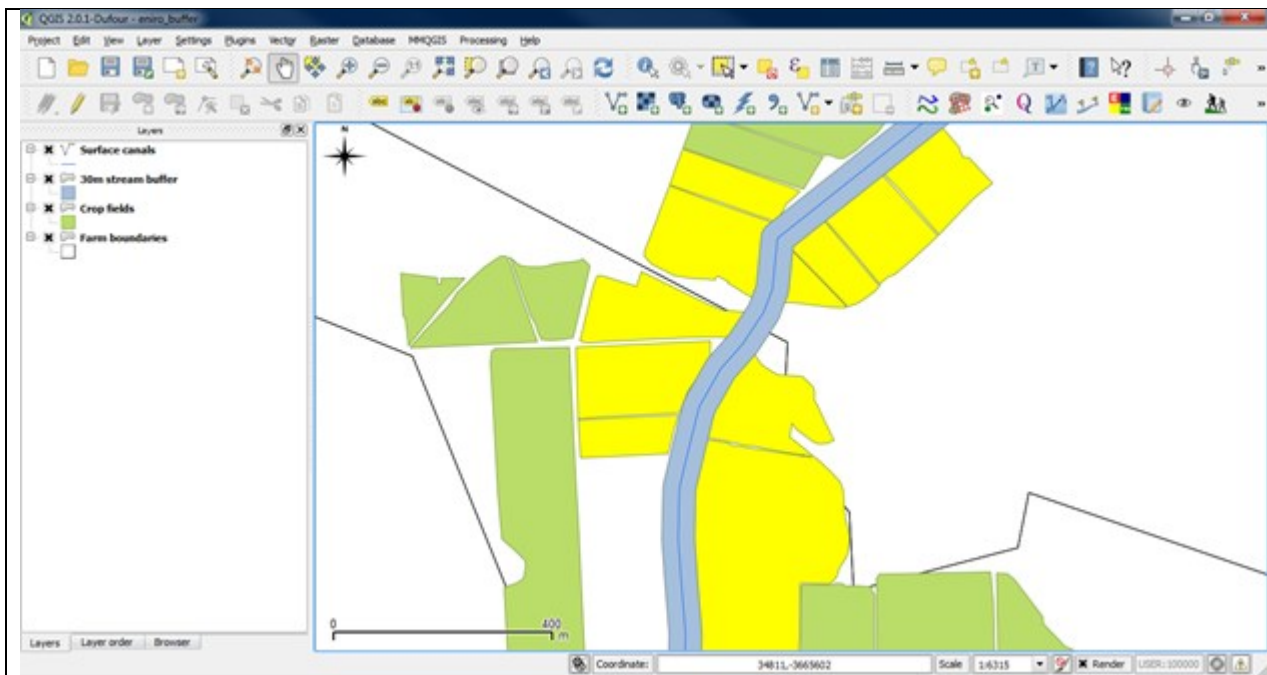 QGIS 2.0.1-Dufour - eniro_buffer
Project Edit View Layer Settings Plugins Vector Raster Database MMQGIS Processing Help
Layers
Surface canals
30m stream buffer
Crop fields
Farm boundaries
N
0 400 m
Layers Layer order Browser
Coordinate: 34811,-3665602 Scale 1:6315 Render USER:100000